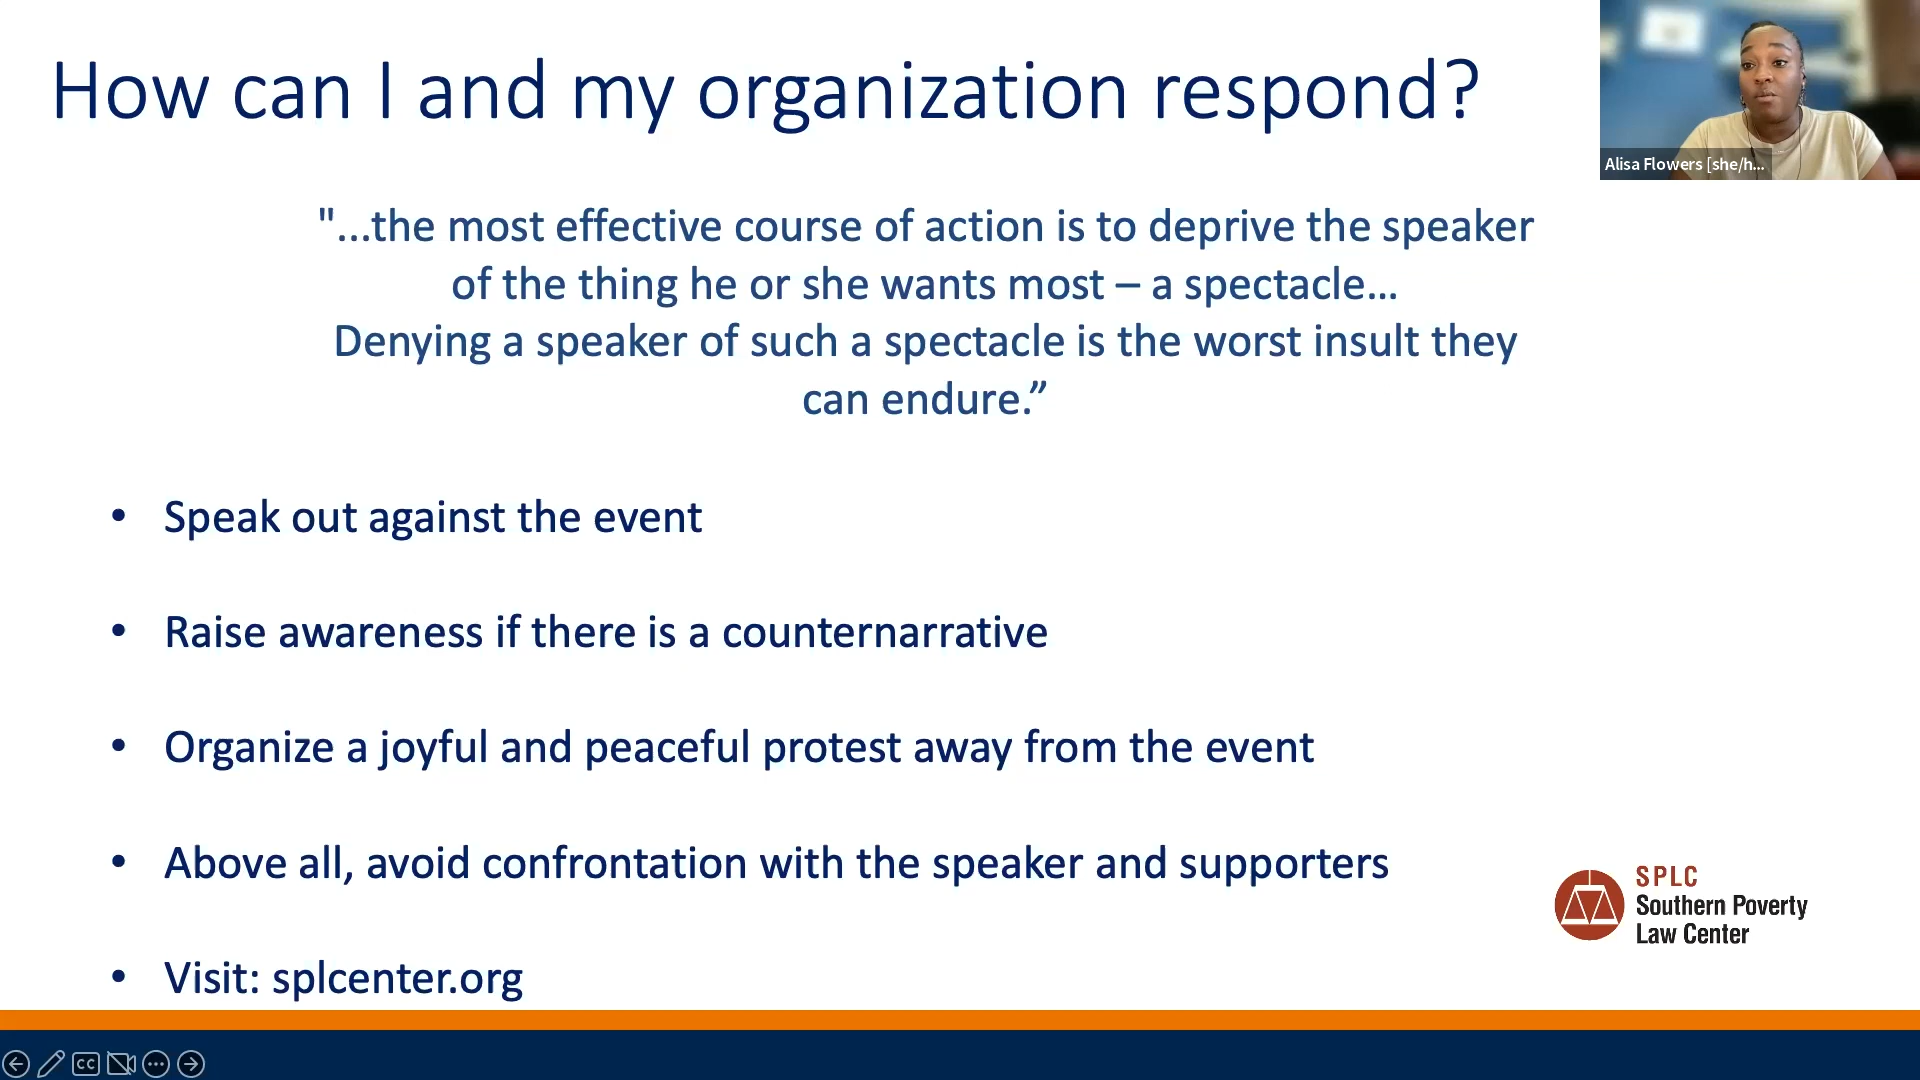 How can I and my organization respond?
Alisa Flowers [she/h...
"...the most effective course of action is to deprive the speaker
of the thing he or she wants most – a spectacle...
Denying a speaker of such a spectacle is the worst insult they
can endure.”
• Speak out against the event
• Raise awareness if there is a counternarrative
• Organize a joyful and peaceful protest away from the event
• Above all, avoid confrontation with the speaker and supporters
SPLC
Southern Poverty
Law Center
• Visit: splcenter.org
CC